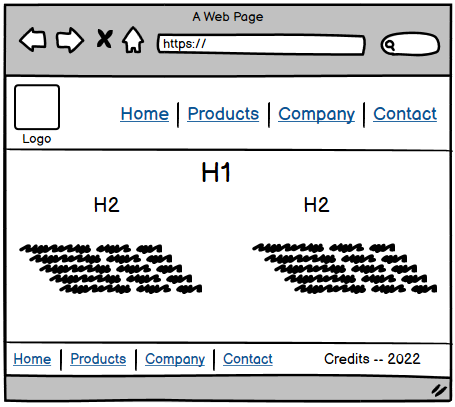 A Web Page
https://
Logo
Home Products Company Contact
H1
H2 H2
Home Products Company Contact Credits -- 2022